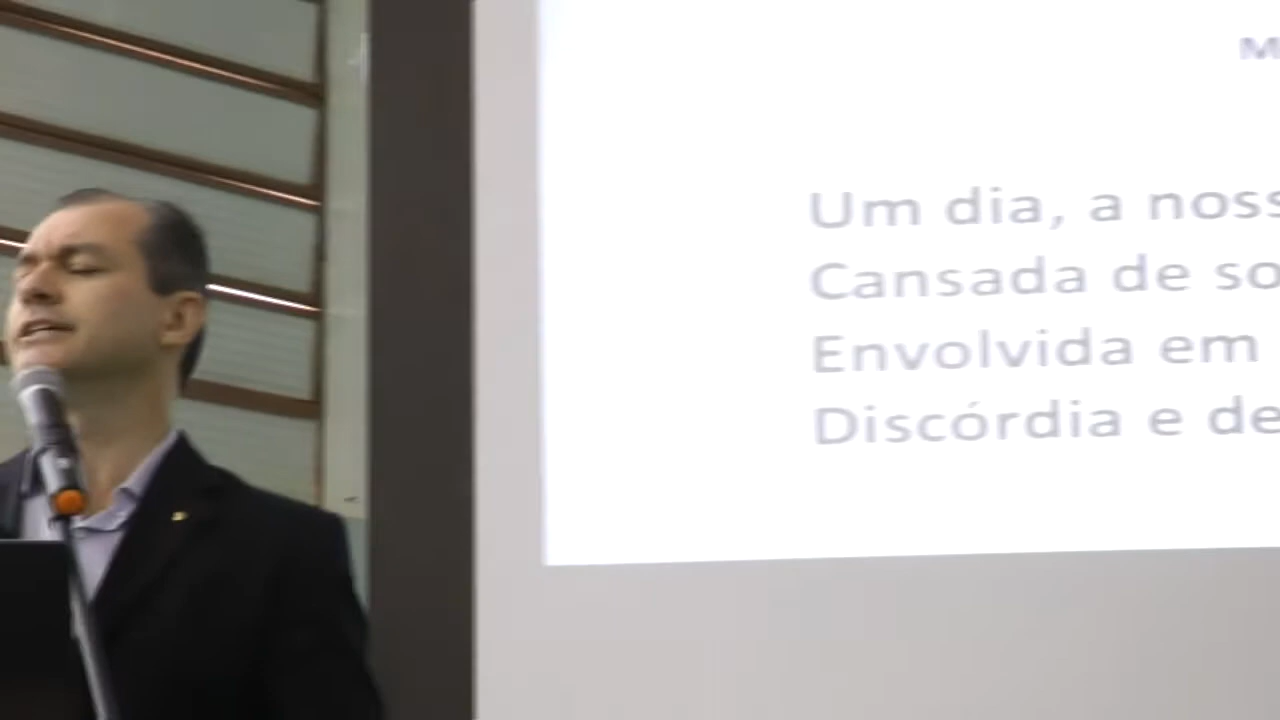 M
Um dia, a noss
Cansada de so
Envolvida em
Discórdia e de